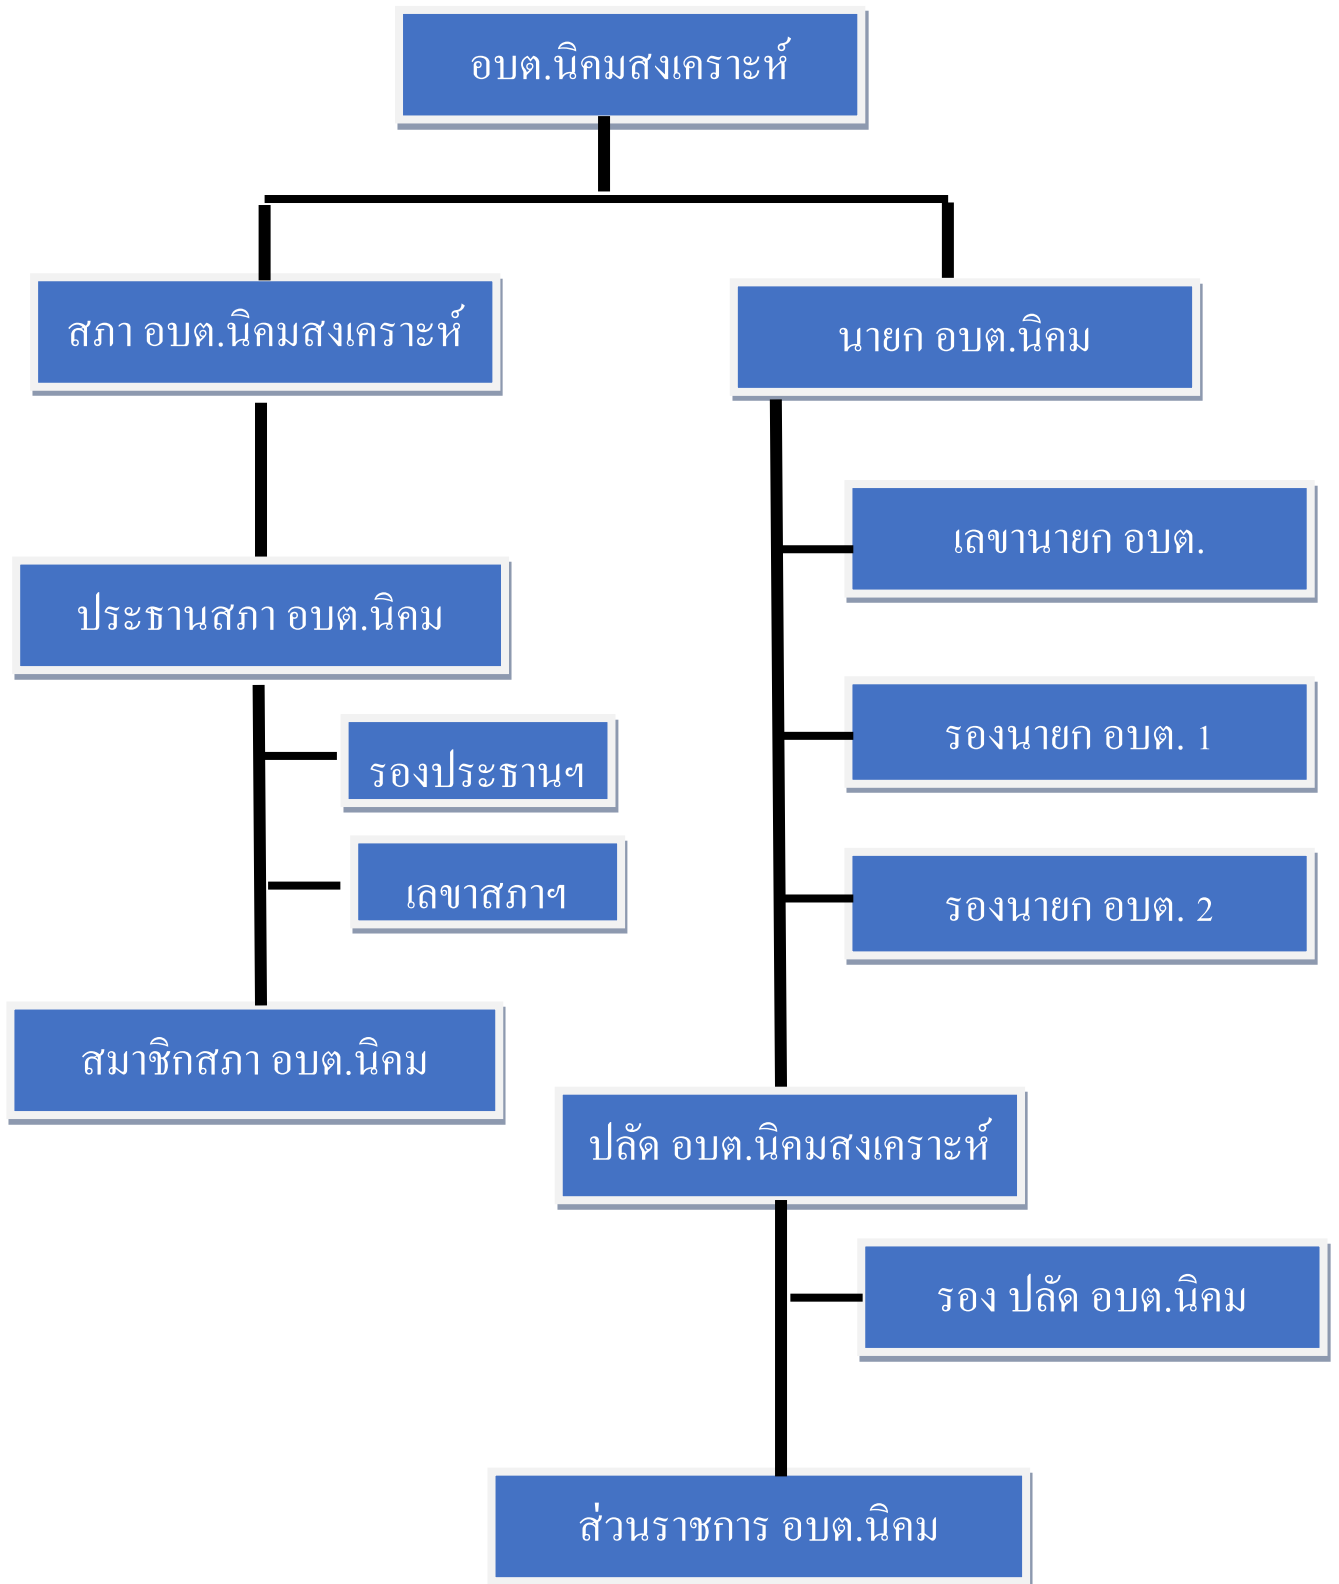 อบต.นิคมสงเคราะห์
สภา อบต.นิคมสงเคราะห์
นายก อบต.นิคม
เลขานายก อบต.
ประธานสภา อบต.นิคม
รองนายก อบต. 1
รองประธานฯ
เลขาสภาฯ
รองนายก อบต. 2
สมาชิกสภา อบต.นิคม
ปลัด อบต.นิคมสงเคราะห์
รอง ปลัด อบต.นิคม
ส่วนราชการ อบต.นิคม